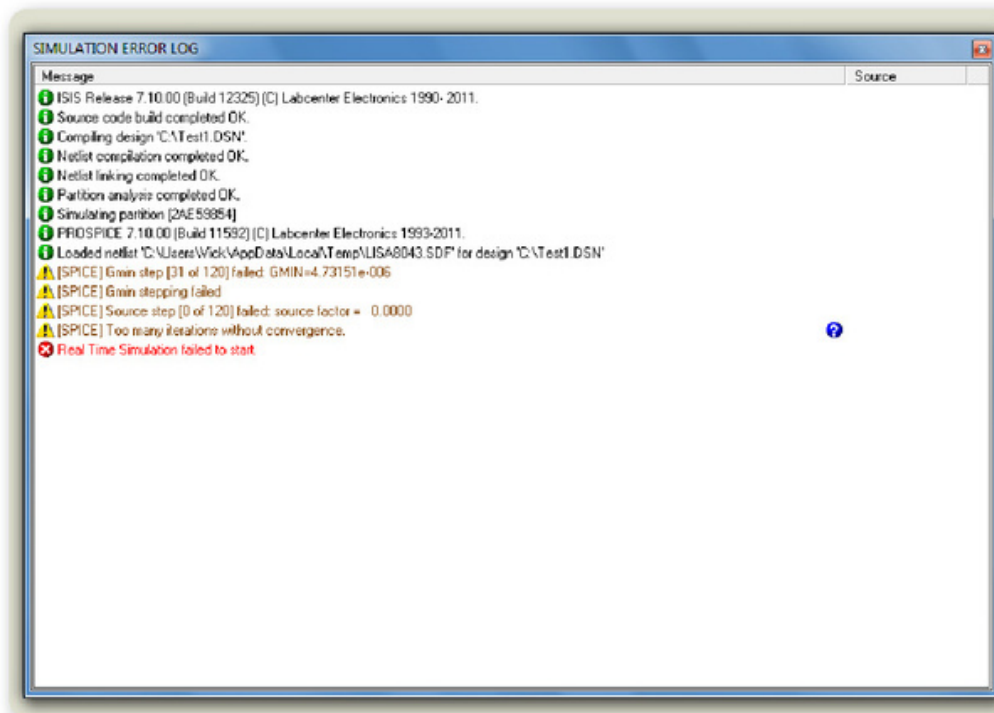 SIMULATION ERROR LOG
Message Source
ISIS Release 7.10.00 (Build 12325) (C) Labcenter Electronics 1990- 2011.
Source code build completed OK.
Compiling design 'C:\Test1.DSN'.
Netlist compilation completed OK.
Netlist linking completed OK.
Partition analysis completed OK.
Simulating partition [2AE59854]
PROSPICE 7.10.00 (Build 11592) (C) Labcenter Electronics 1993-2011.
Loaded netlist 'C:\Users\Vick\AppData\Local\Temp\LISA8043.SDF' for design 'C:\Test1.DSN'
[SPICE] Gmin step [31 of 120] failed: GMIN=4.73151e-006
[SPICE] Gmin stepping failed
[SPICE] Source step [0 of 120] failed: source factor = 0.0000
[SPICE] Too many iterations without convergence.
Real Time Simulation failed to start.